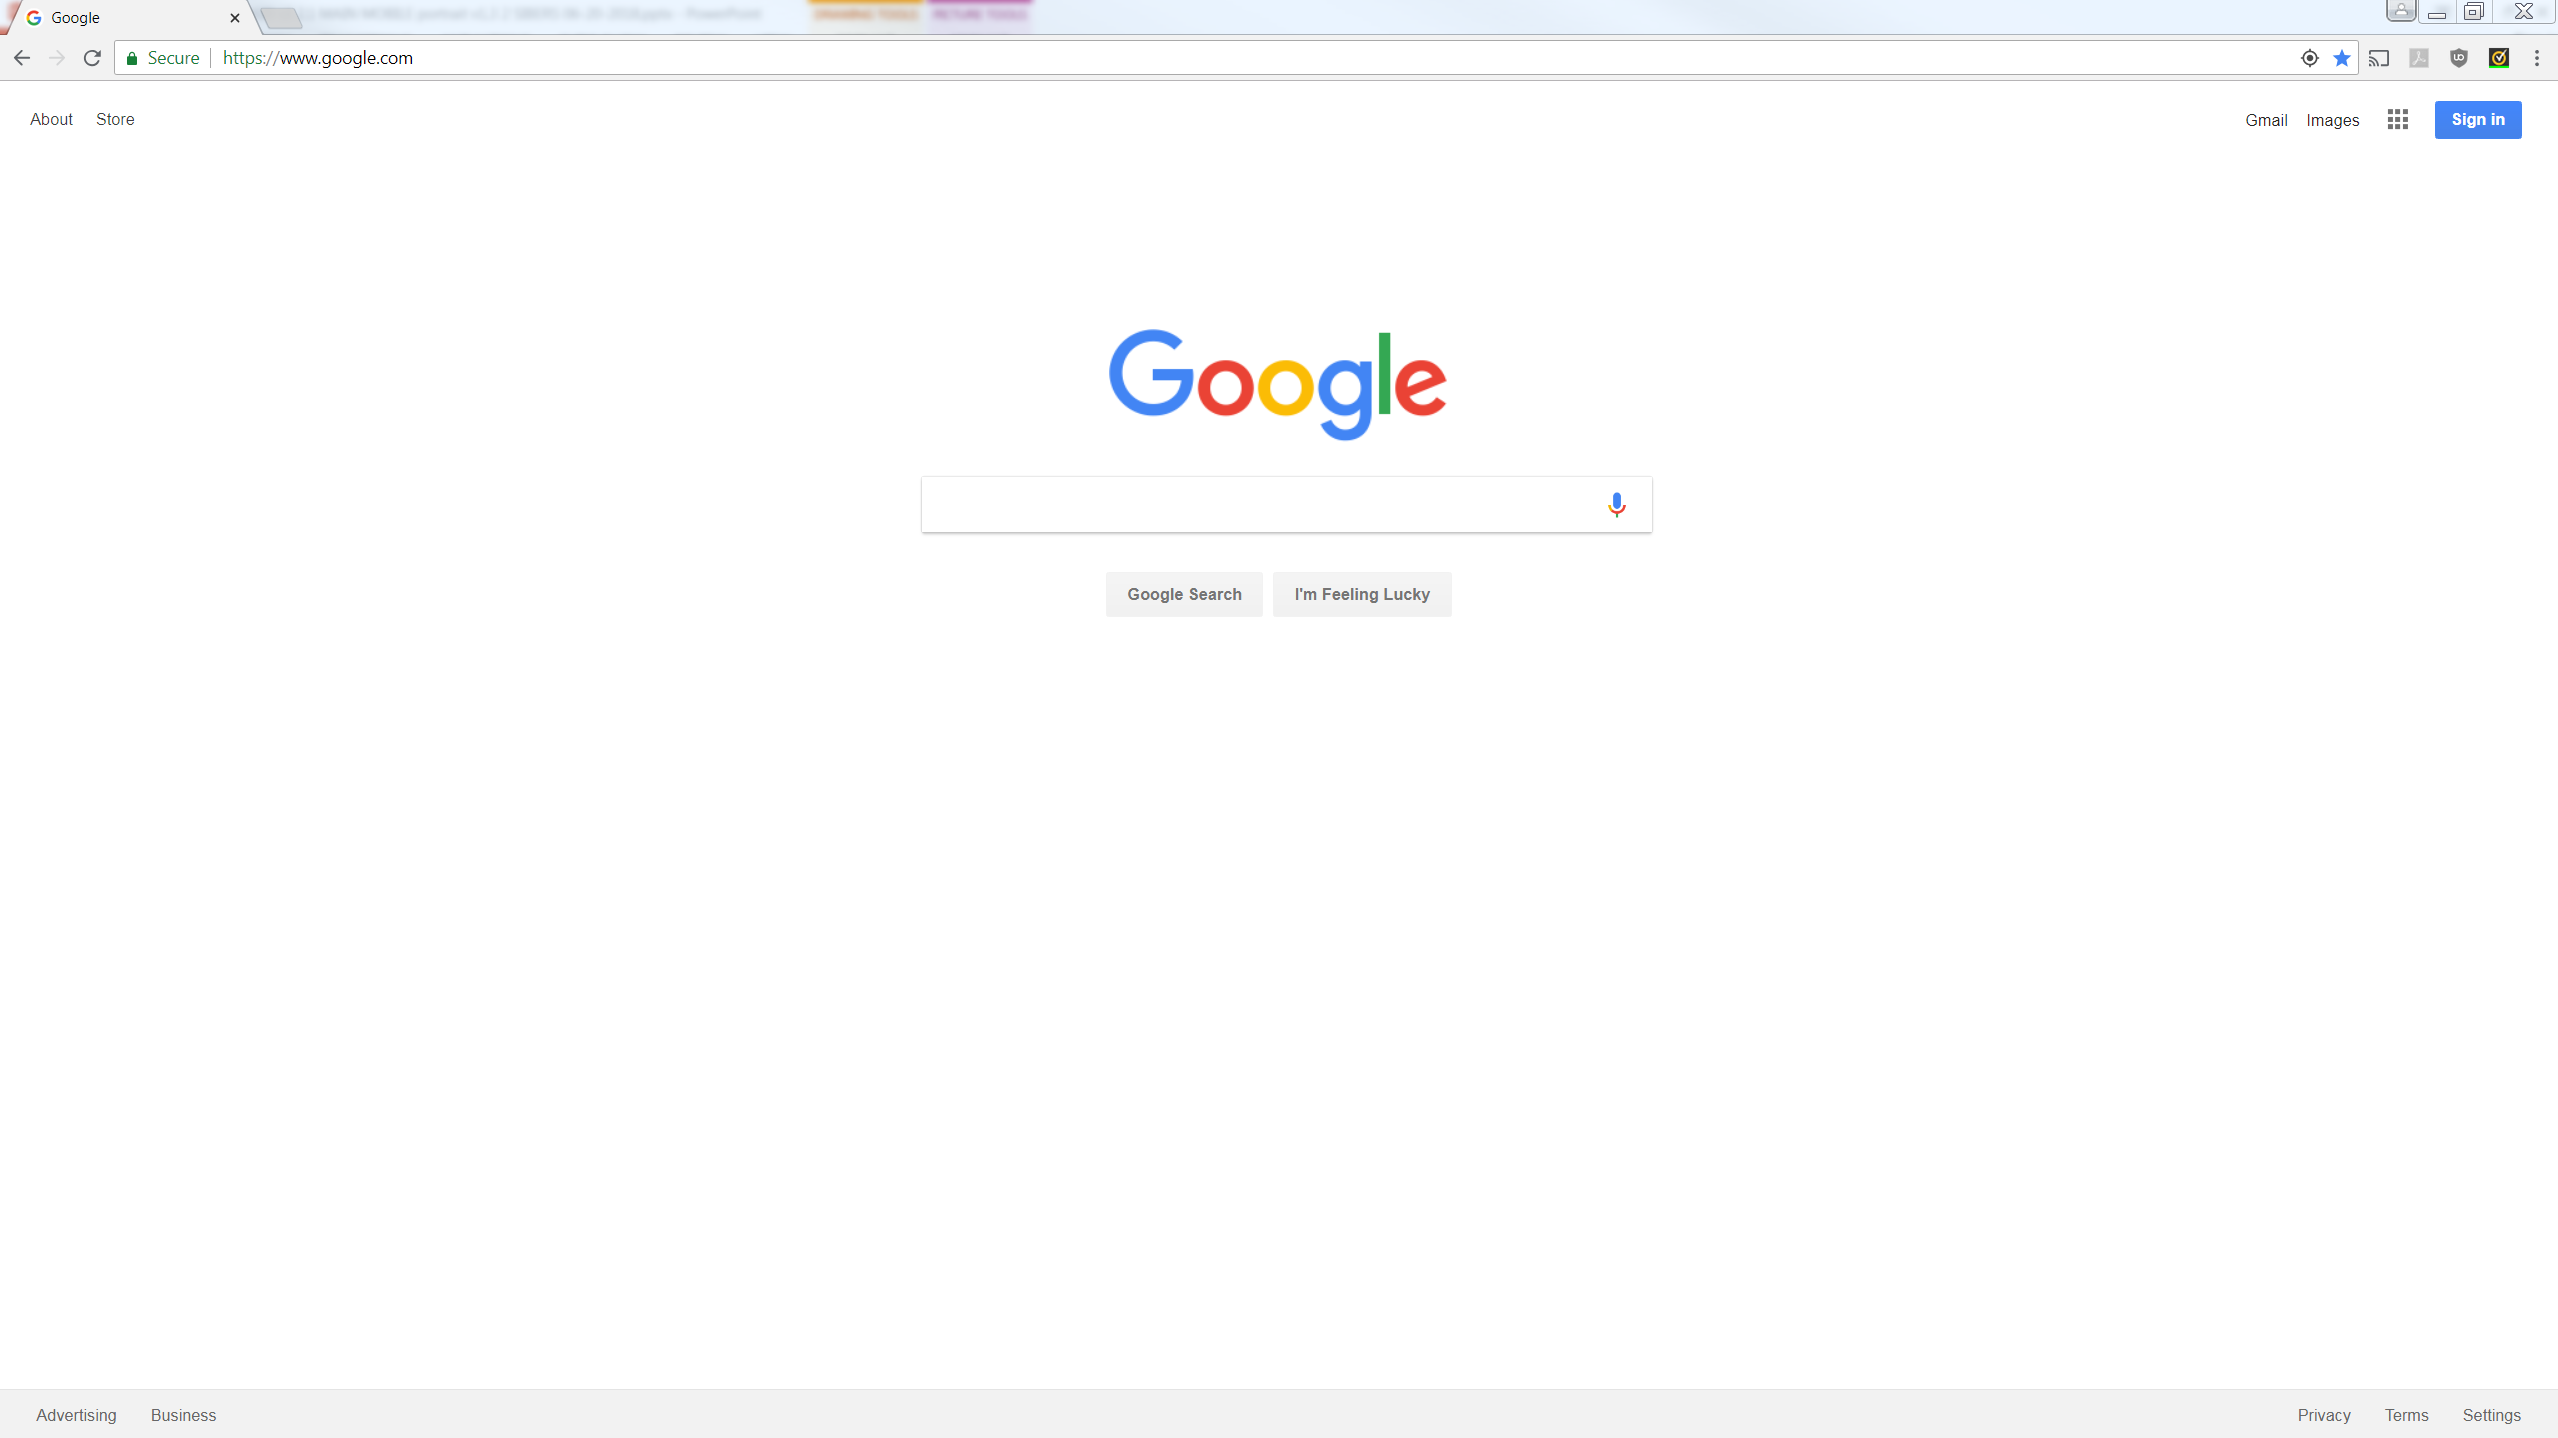 Google
Secure https://www.google.com
About Store
Gmail Images Sign in
Google
Google Search I'm Feeling Lucky
Advertising Business
Privacy Terms Settings